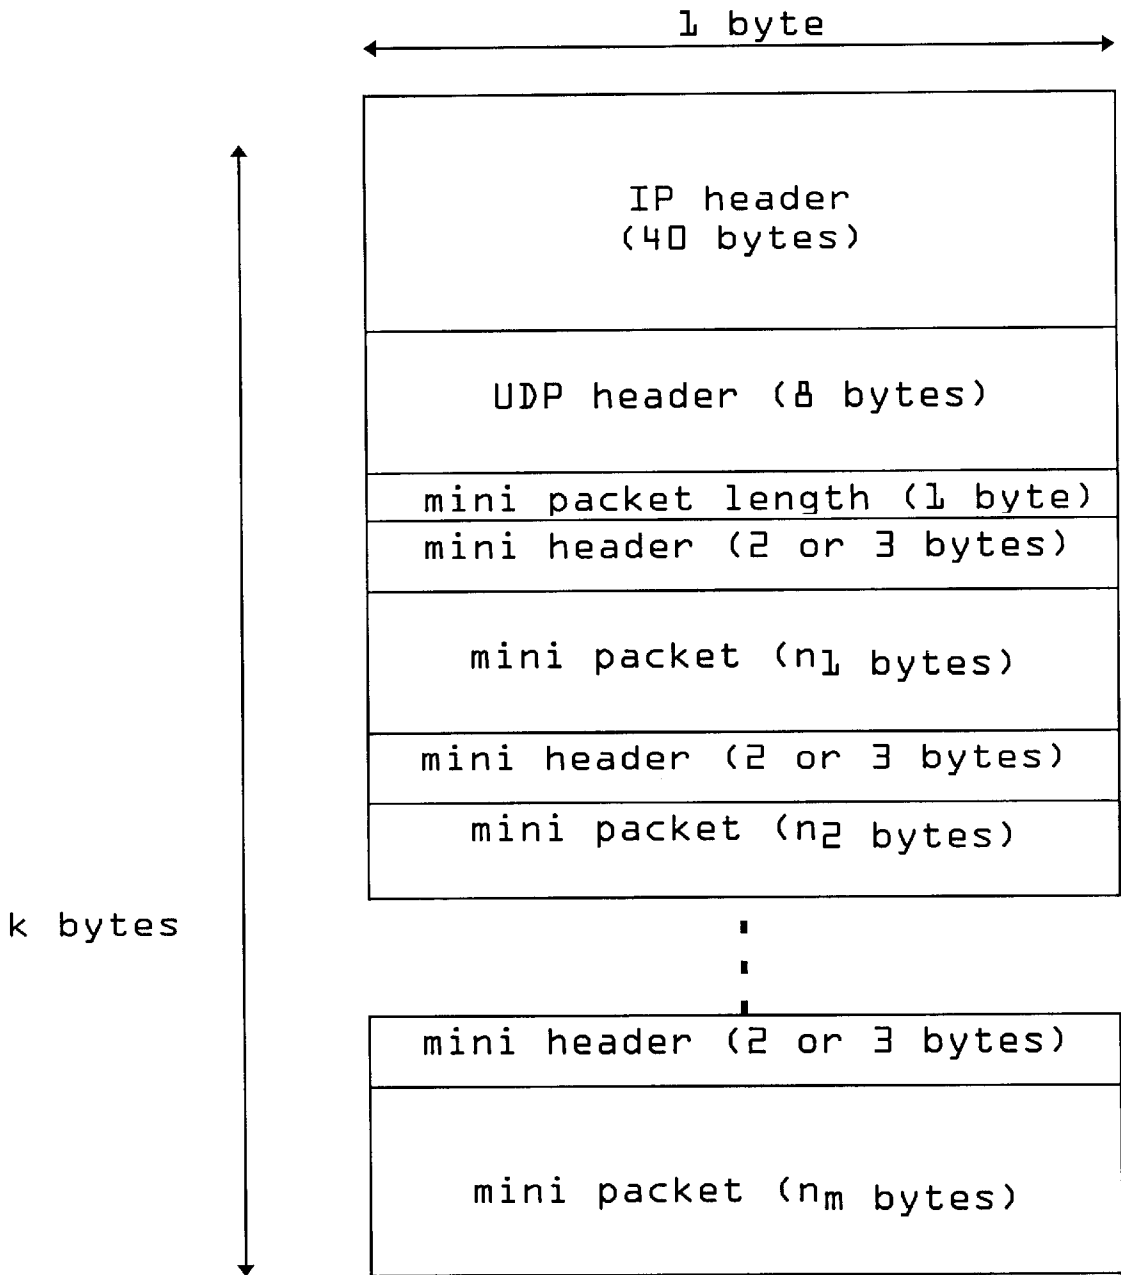 1 byte
IP header
(40 bytes)
UDP header (8 bytes)
mini packet length (1 byte)
mini header (2 or 3 bytes)
mini packet (n1 bytes)
mini header (2 or 3 bytes)
mini packet (n2 bytes)
k bytes
mini header (2 or 3 bytes)
mini packet (nm bytes)